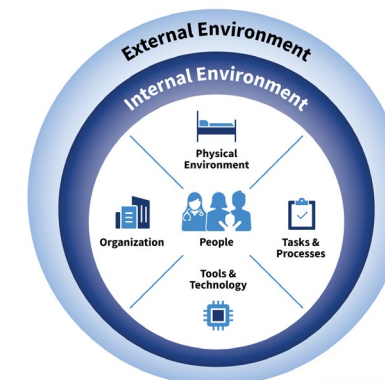 External Environment
Internal Environment
Physical
Environment
Organization
People
Tasks &
Processes
Tools &
Technology